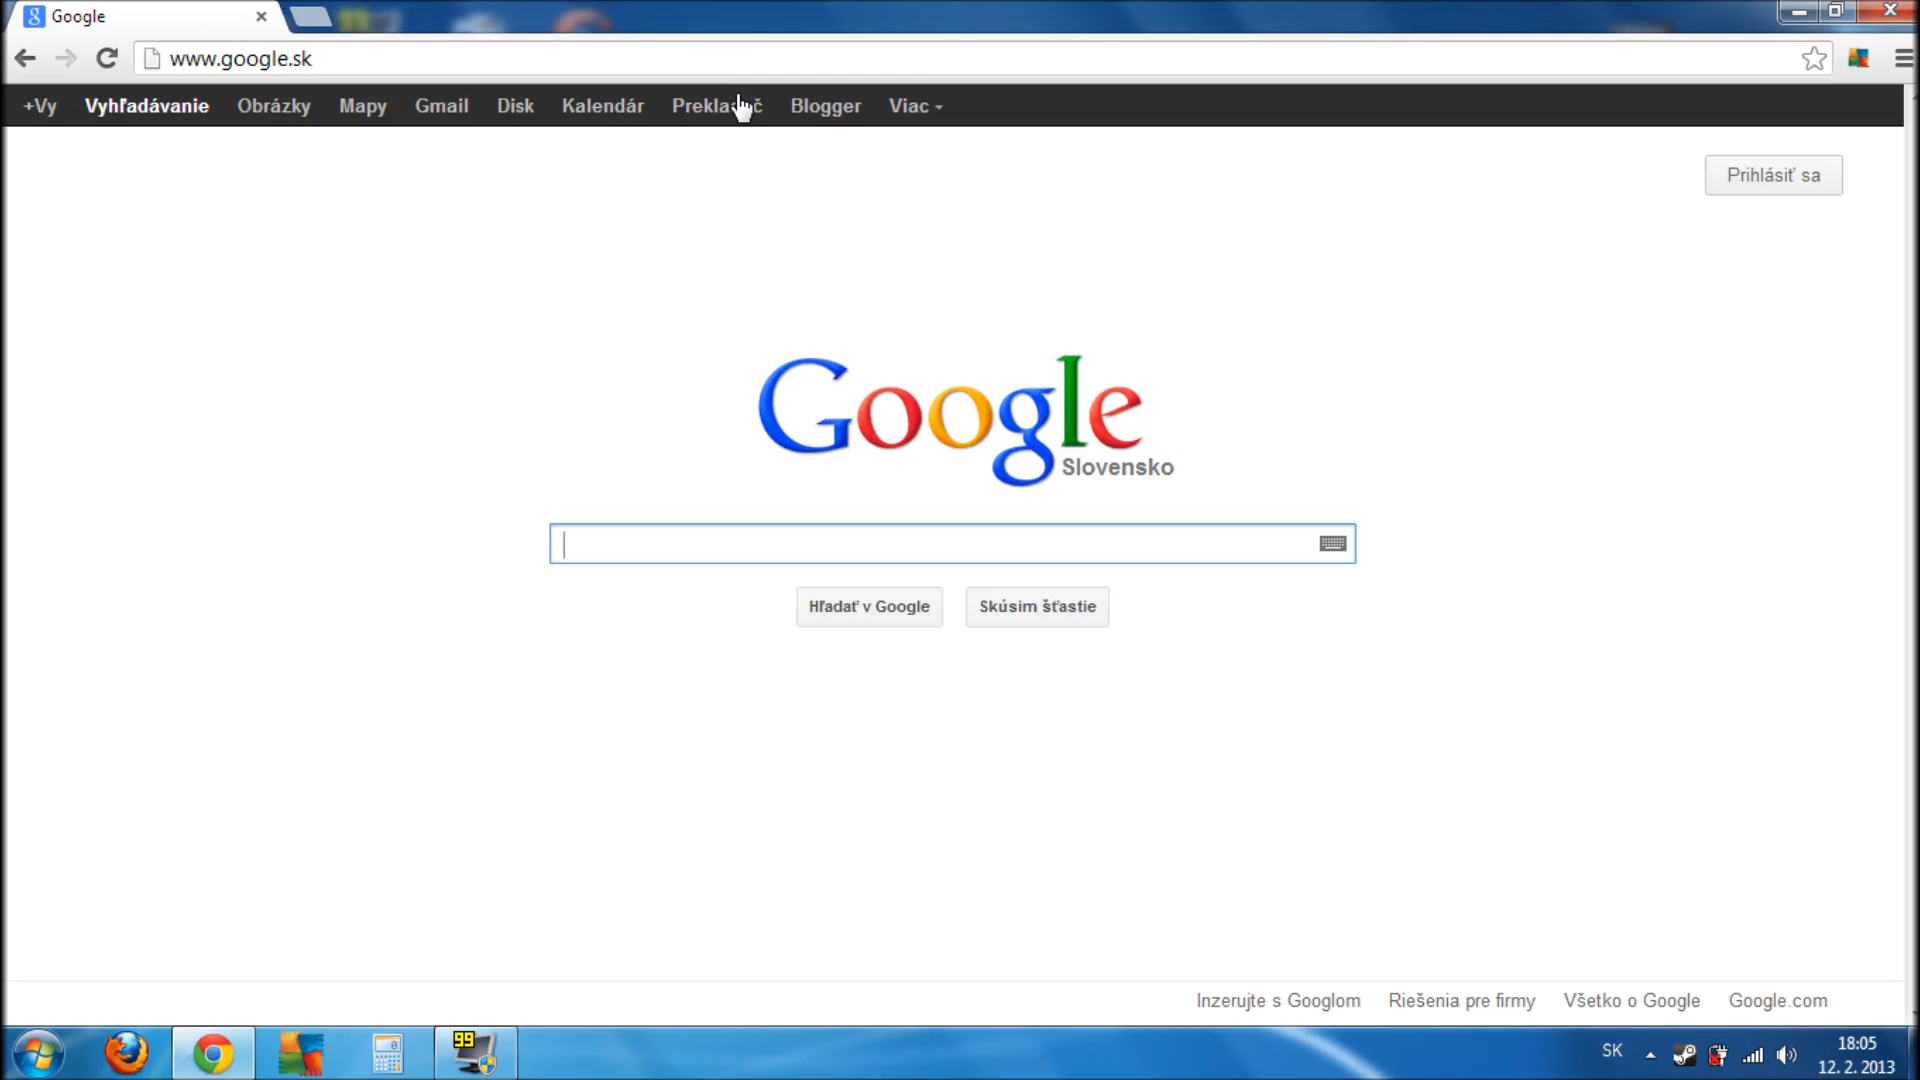 Google
www.google.sk
+Vy Vyhľadávanie Obrázky Mapy Gmail Disk Kalendár Blogger Viac
Prihlásiť sa
Google
Slovensko
Hľadať v Google Skúsim šťastie
Inzerujte s Googlom Riešenia pre firmy Všetko o Google Google.com
99
SK
18:05
12. 2. 2013